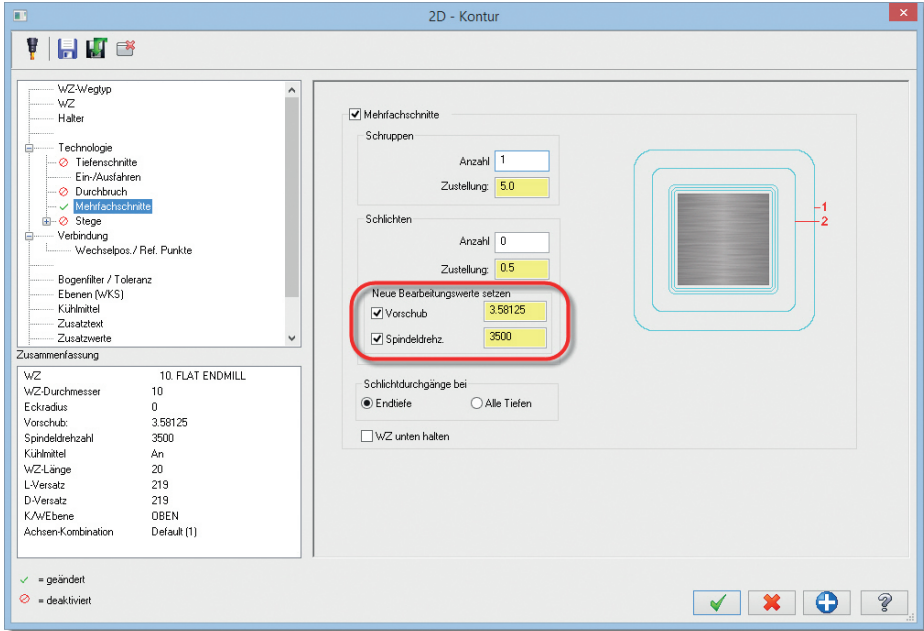 2D - Kontur
WZ-Wegtyp
WZ
Halter
Technologie
Tiefenschnitte
Ein-/Ausfahren
Durchbruch
Mehrfachschnitte
Stege
Verbindung
Wechselpos./ Ref. Punkte
Bogenfilter / Toleranz
Ebenen (WKS)
Kühlmittel
Zusatztext
Zusatzwerte
Zusammenfassung
WZ 10. FLAT ENDMILL
WZ-Durchmesser 10
Eckradius 0
Vorschub: 3.58125
Spindeldrehzahl 3500
Kühlmittel An
WZ-Länge 20
L-Versatz 219
D-Versatz 219
K/WEbene OBEN
Achsen-Kombination Default (1)
= geändert
= deaktiviert
Mehrfachschnitte
Schruppen
Anzahl 1
Zustellung: 5.0
Schlichten
Anzahl 0
Zustellung: 0.5
Neue Bearbeitungswerte setzen
Vorschub 3.58125
Spindeldrehz. 3500
Schlichtdurchgänge bei
Endtiefe Alle Tiefen
WZ unten halten
1
2